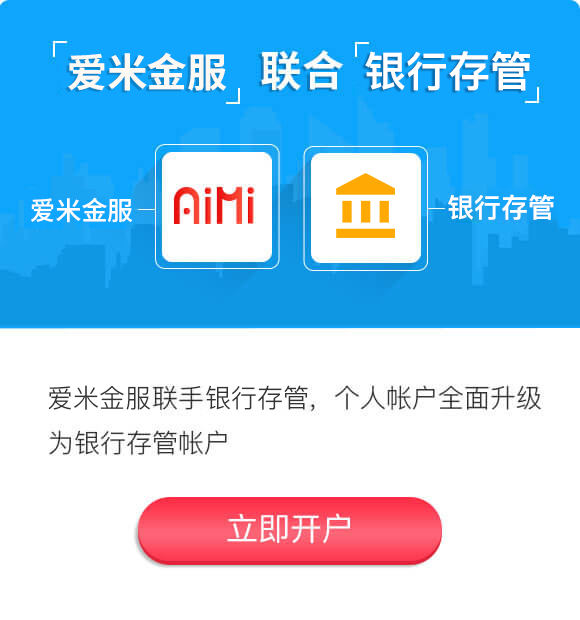 「爱米金服」 联合「银行存管」
爱米金服
AiMi
银行存管
爱米金服联手银行存管，个人帐户全面升级
为银行存管帐户
立即开户